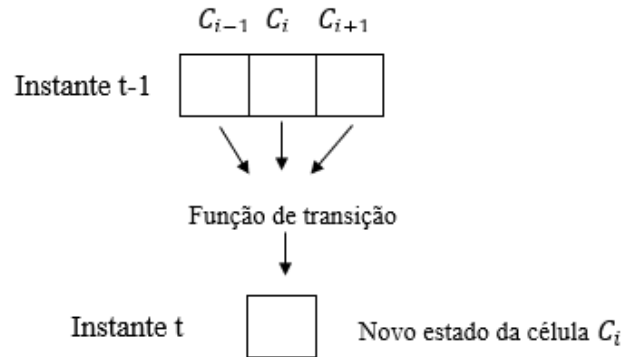 C_{i-1} C_i C_{i+1}
Instante t-1
Função de transição
Instante t
Novo estado da célula C_i